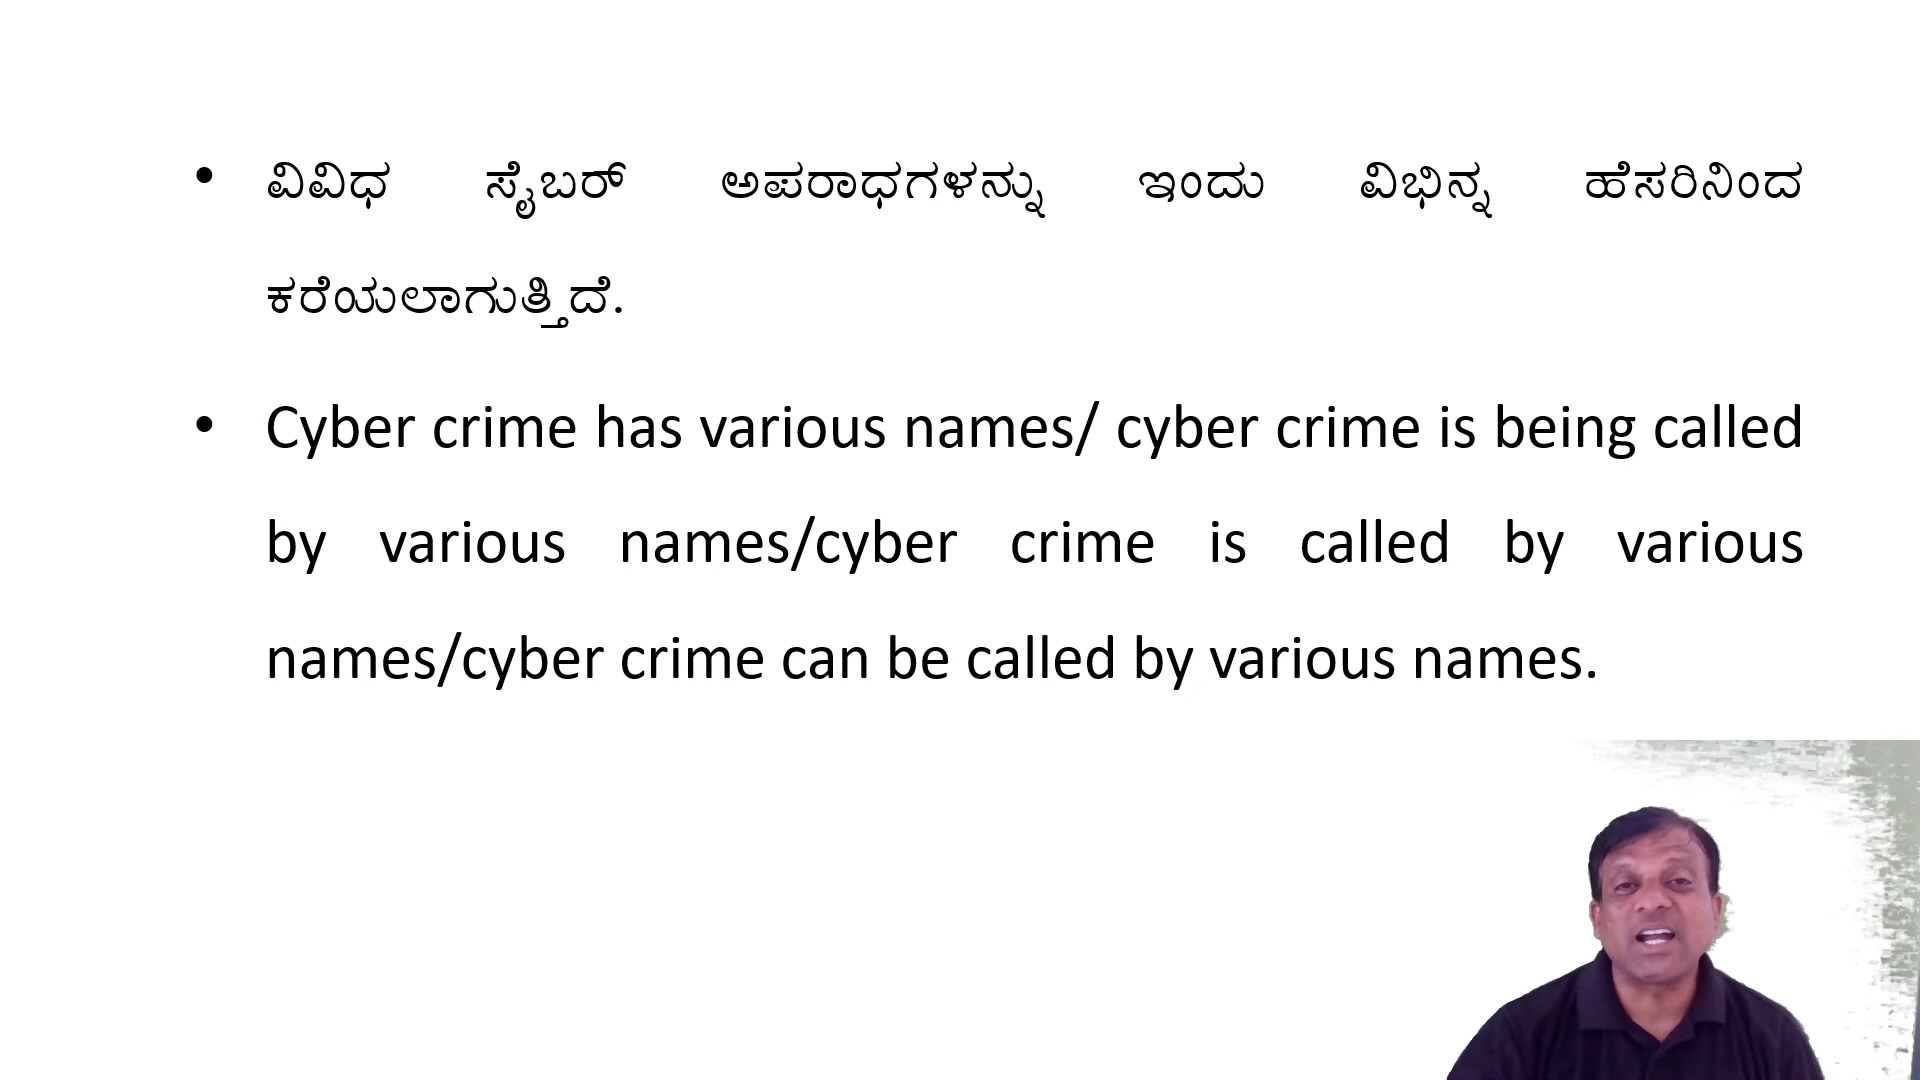 • ವಿವಿಧ ಸೈಬರ್ ಅಪರಾಧಗಳನ್ನು ಇಂದು ವಿಭಿನ್ನ ಹೆಸರಿನಿಂದ
ಕರೆಯಲಾಗುತ್ತಿದೆ.
• Cyber crime has various names/ cyber crime is being called
by various names/cyber crime is called by various
names/cyber crime can be called by various names.